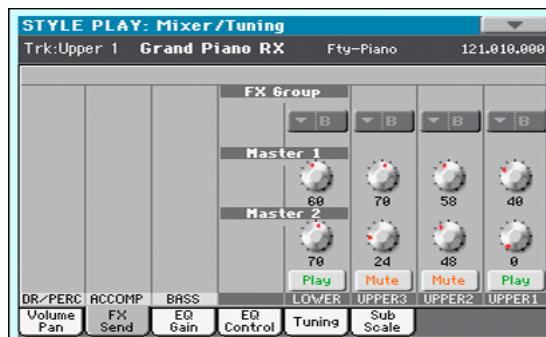 STYLE PLAY: Mixer/Tuning
Trk:Upper 1 Grand Piano RX Fty-Piano 121.010.000
FX Group
B B B B
Master 1
60 70 58 40
Master 2
70 24 48 0
Play Mute Mute Play
DR/PERC ACCOMP BASS LOWER UPPER3 UPPER2 UPPER1
Volume Pan FX Send EQ Gain EQ Control Tuning Sub Scale